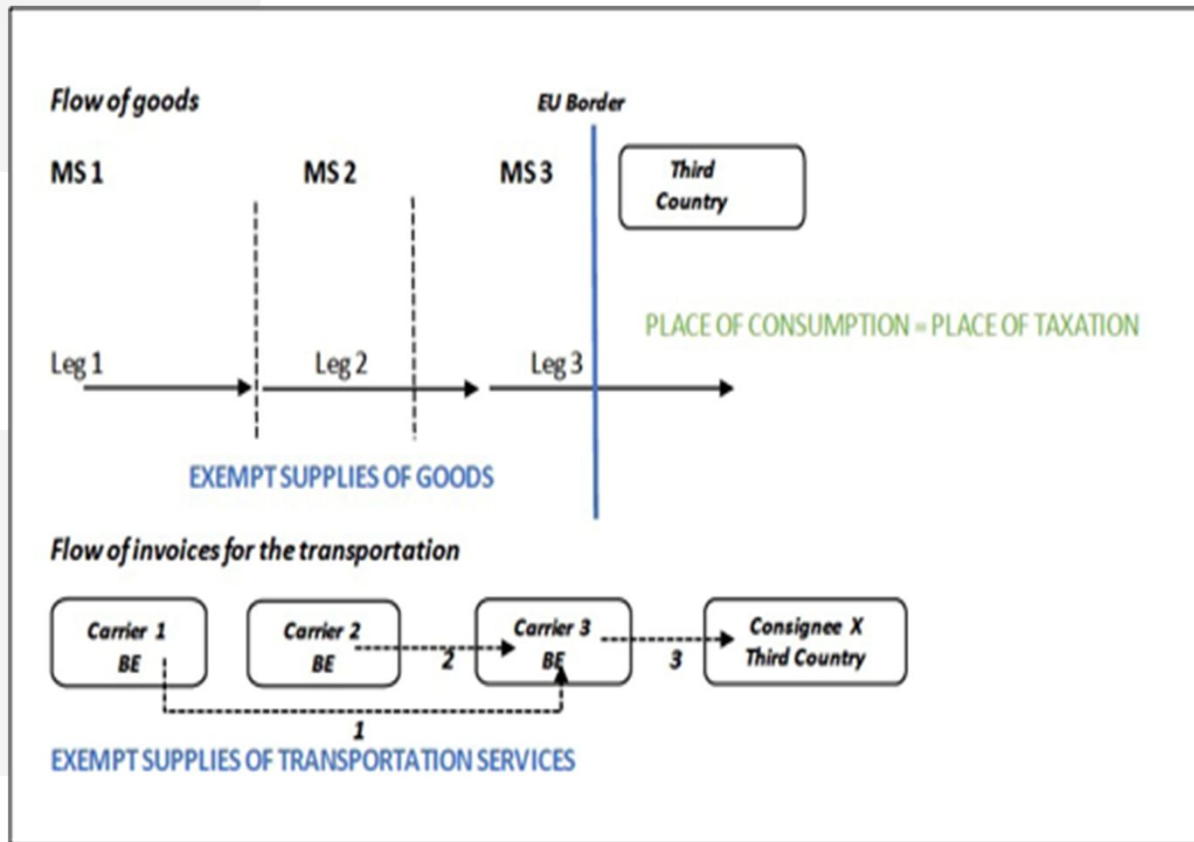 Flow of goods
EU Border
MS 1
MS 2
MS 3
Third
Country
PLACE OF CONSUMPTION = PLACE OF TAXATION
Leg 1
Leg 2
Leg 3
EXEMPT SUPPLIES OF GOODS
Flow of invoices for the transportation
Carrier 1
BE
Carrier 2
BE
2
Carrier 3
BE
3
Consignee X
Third Country
1
EXEMPT SUPPLIES OF TRANSPORTATION SERVICES